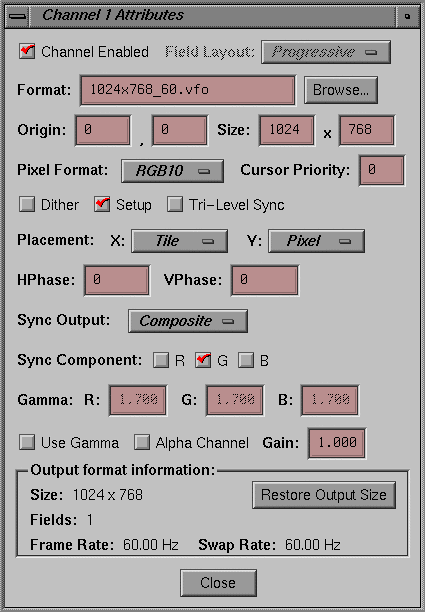 Channel 1 Attributes
Channel Enabled Field Layout: Progressive
Format: 1024x768_60.vfo Browse...
Origin: 0 , 0 Size: 1024 x 768
Pixel Format: RGB10 Cursor Priority: 0
Dither Setup Tri-Level Sync
Placement: X: Tile Y: Pixel
HPhase: 0 VPhase: 0
Sync Output: Composite
Sync Component: R G B
Gamma: R: 1.700 G: 1.700 B: 1.700
Use Gamma Alpha Channel Gain: 1.000
Output format information:
Size: 1024 x 768 Restore Output Size
Fields: 1
Frame Rate: 60.00 Hz Swap Rate: 60.00 Hz
Close